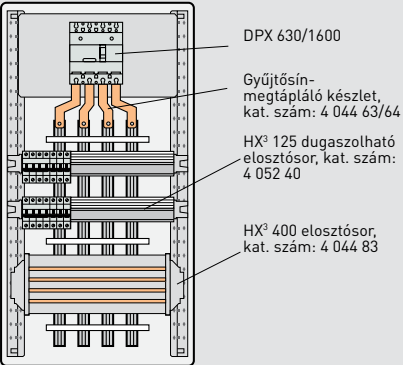 DPX 630/1600
Gyűjtősín-
megtápláló készlet,
kat. szám: 4 044 63/64
HX³ 125 dugaszolható
elosztósor, kat. szám:
4 052 40
HX³ 400 elosztósor,
kat. szám: 4 044 83